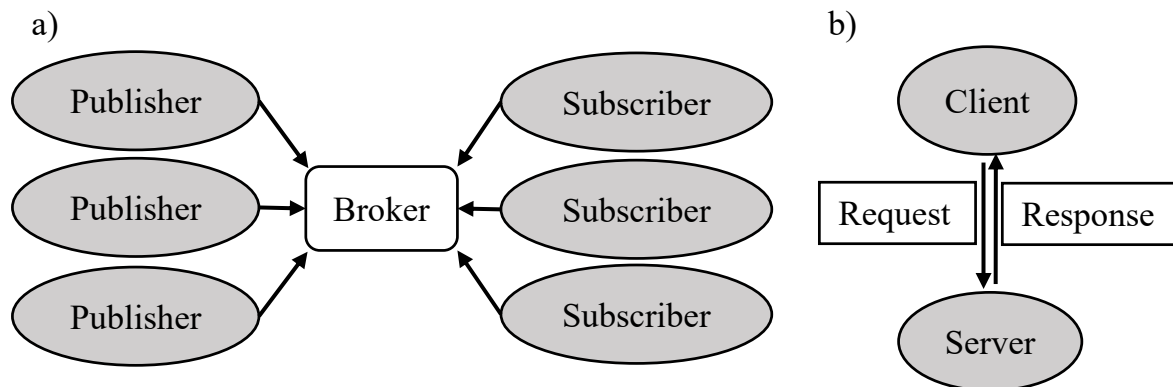 a)
Publisher
Publisher
Publisher
Broker
Subscriber
Subscriber
Subscriber
b)
Client
Request
Response
Server